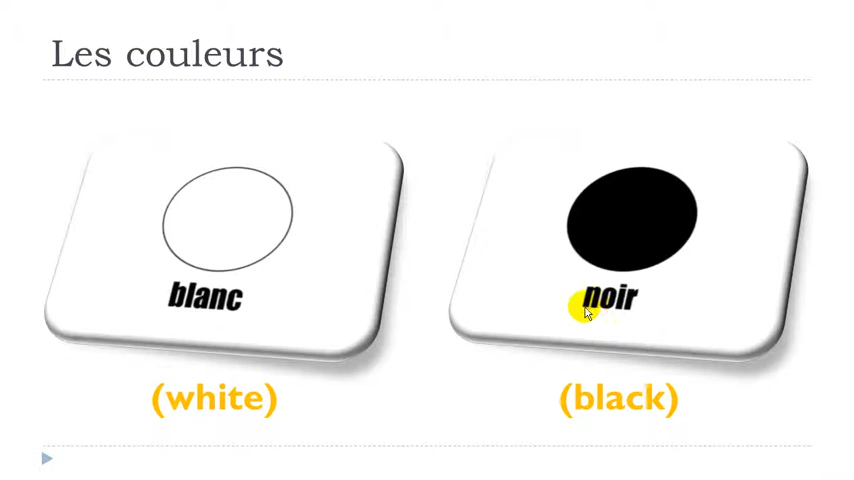 Les couleurs
blanc
noir
(white)
(black)